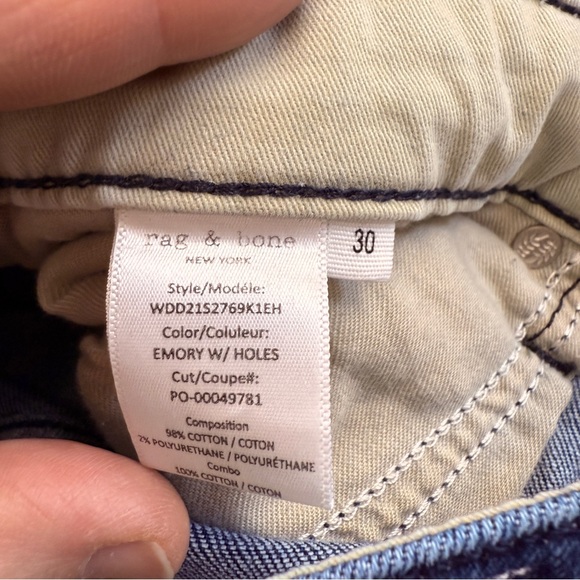 rag & bone
NEW YORK
30
Style/Modéle:
WDD21S2769K1EH
Color/Coluleur:
EMORY W/ HOLES
Cut/Coupe#:
PO-00049781
Composition
98% COTTON / COTON
2% POLYURETHANE / POLYURÉTHANE
Combo
100% COTTON / COTON